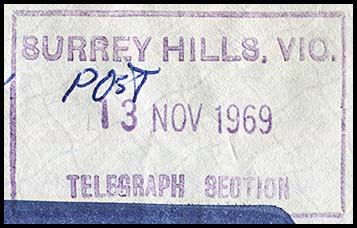 SURREY HILLS, VIC.
POST
13 NOV 1969
TELEGRAPH SECTION